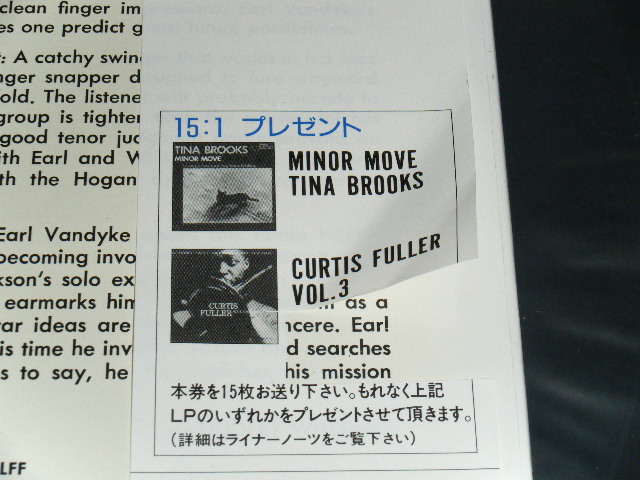 clean finger im
es one predict g
: A catchy swin
nger snapper d
old. The listene
group is tighter
good tenor jud
ith Earl and W
th the Hogan
Earl Vandyke
becoming invo
kson's solo ex
earmarks him
as a
tar ideas are
ncere. Earl
is time he inv
d searches
s to say, he
his mission
LFF
15:1 プレゼント
TINA BROOKS
MINOR MOVE
MINOR MOVE
TINA BROOKS
CURTIS FULLER
CURTIS FULLER
VOL.3
本券を15枚お送り下さい。もれなく上記
LPのいずれかをプレゼントさせて頂きます。
(詳細はライナーノーツをご覧下さい)